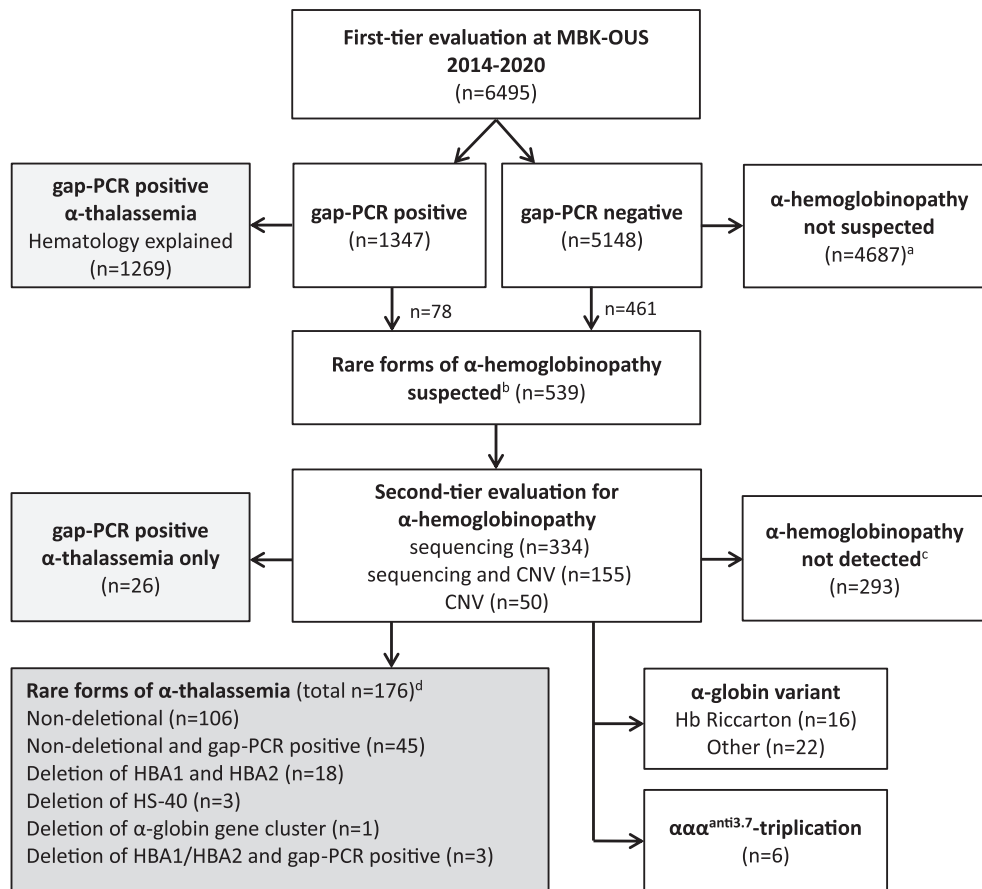 First-tier evaluation at MBK-OUS
2014-2020
(n=6495)
gap-PCR positive
α-thalassemia
Hematology explained
(n=1269)
gap-PCR positive
(n=1347)
gap-PCR negative
(n=5148)
α-hemoglobinopathy
not suspected
(n=4687)ᵃ
n=78
n=461
Rare forms of α-hemoglobinopathy
suspectedᵇ (n=539)
gap-PCR positive
α-thalassemia only
(n=26)
Second-tier evaluation for
α-hemoglobinopathy
sequencing (n=334)
sequencing and CNV (n=155)
CNV (n=50)
α-hemoglobinopathy
not detectedᶜ
(n=293)
Rare forms of α-thalassemia (total n=176)ᵈ
Non-deletional (n=106)
Non-deletional and gap-PCR positive (n=45)
Deletion of HBA1 and HBA2 (n=18)
Deletion of HS-40 (n=3)
Deletion of α-globin gene cluster (n=1)
Deletion of HBA1/HBA2 and gap-PCR positive (n=3)
α-globin variant
Hb Riccarton (n=16)
Other (n=22)
αααᵃⁿᵗⁱ³·⁷-triplication
(n=6)